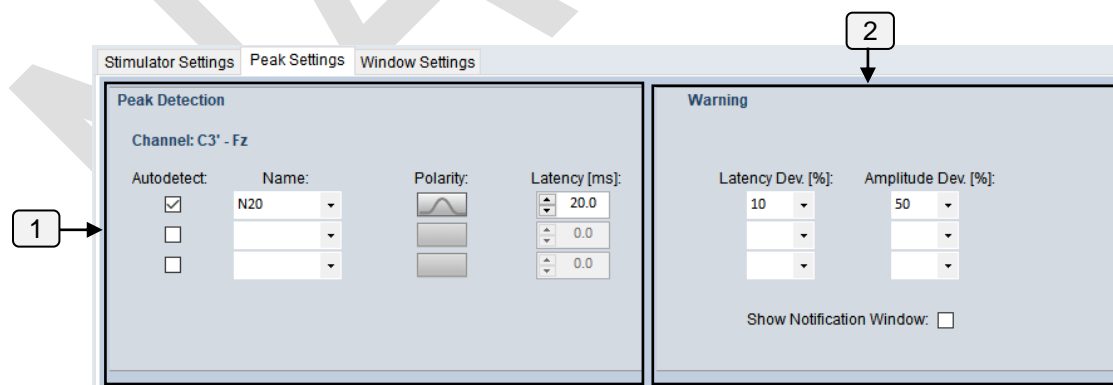 2
Stimulator Settings Peak Settings Window Settings
Peak Detection
Warning
Channel: C3' - Fz
Autodetect: Name: Polarity: Latency [ms]: Latency Dev. [%]: Amplitude Dev. [%]:
N20 20.0 10 50
1
0.0
0.0
Show Notification Window: